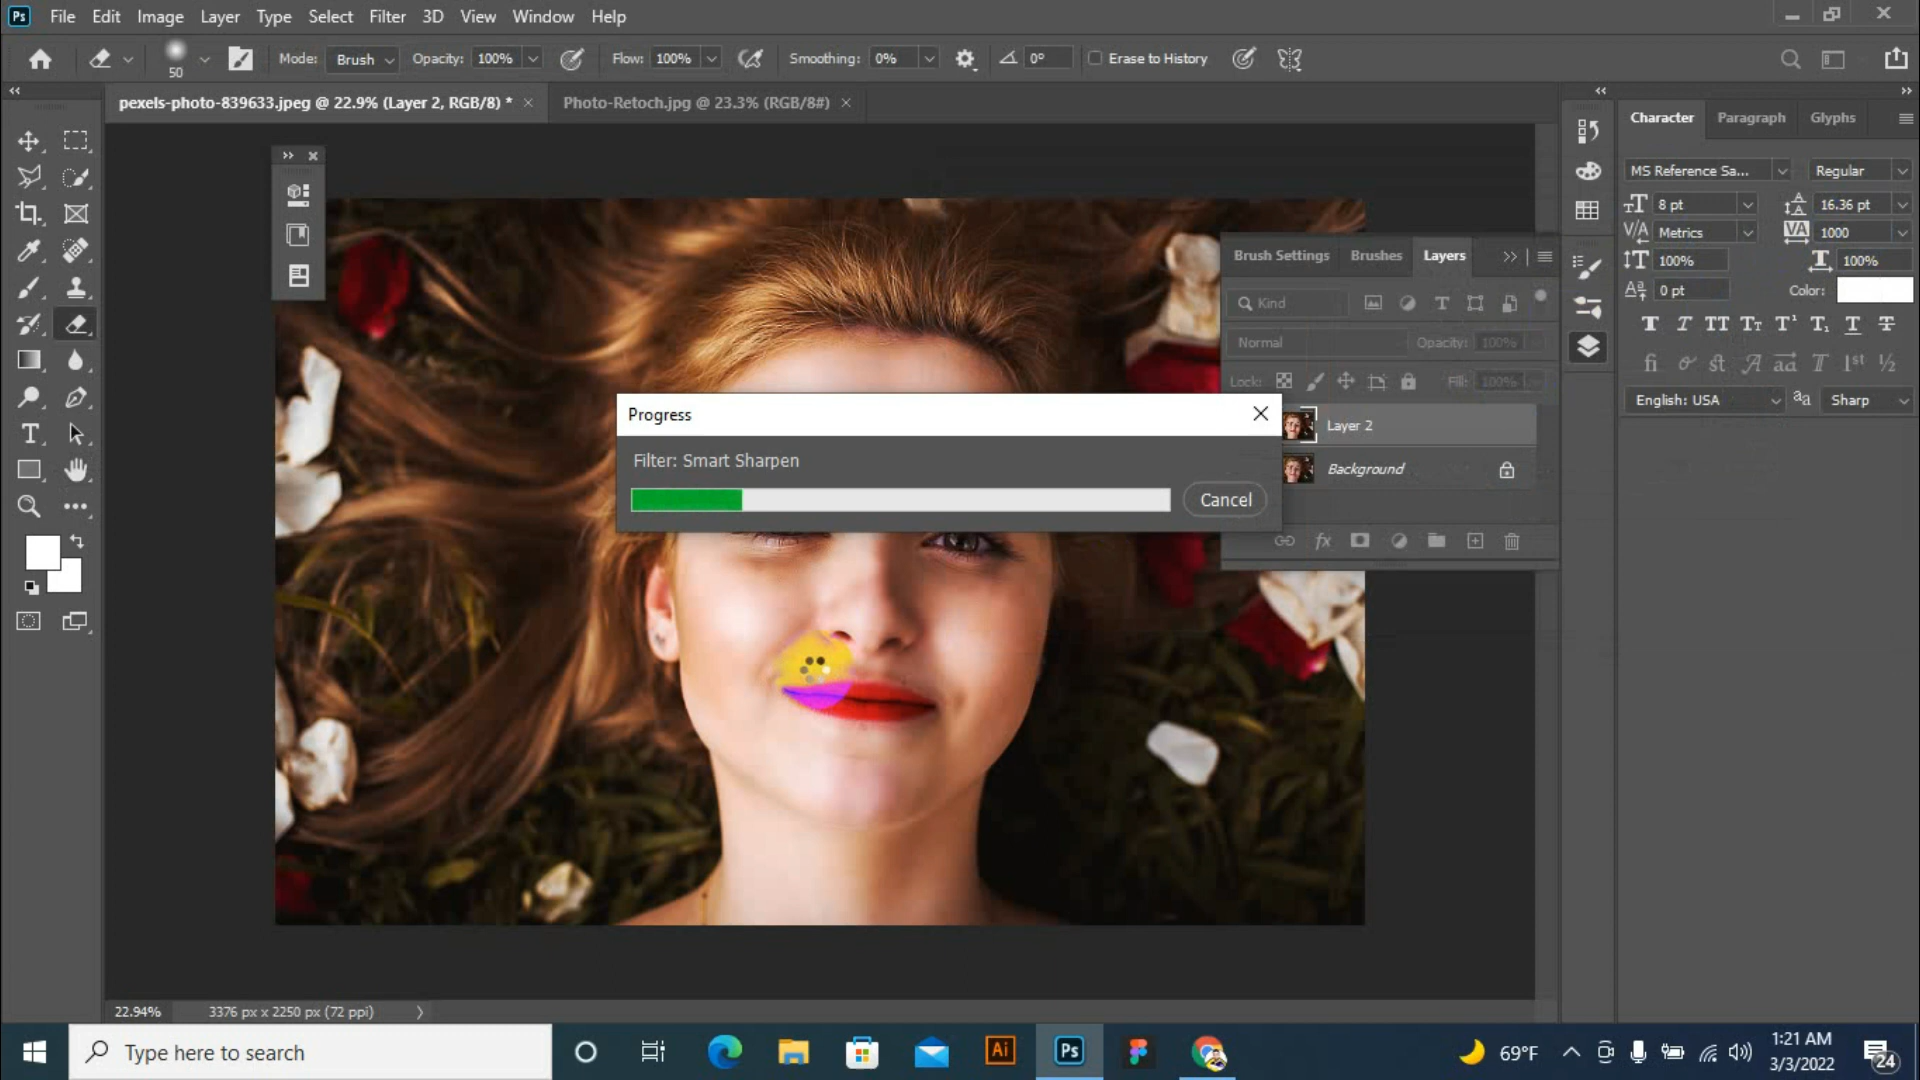 Ps File Edit Image Layer Type Select Filter 3D View Window Help
50 Mode: Brush Opacity: 100% Flow: 100% Smoothing: 0% 0° Erase to History
pexels-photo-839633.jpeg @ 22.9% (Layer 2, RGB/8) * Photo-Retoch.jpg @ 23.3% (RGB/8#)
Character Paragraph Glyphs
MS Reference Sa... Regular
8 pt 16.36 pt
Metrics 1000
100% 100%
0 pt Color:
English: USA Sharp
Brush Settings Brushes Layers
Kind
Normal Opacity: 100%
Lock: Fill: 100%
Layer 2
Background
Progress
Filter: Smart Sharpen
Cancel
22.94% 3376 px x 2250 px (72 ppi)
Type here to search
Ai Ps
69°F
1:21 AM
3/3/2022
24